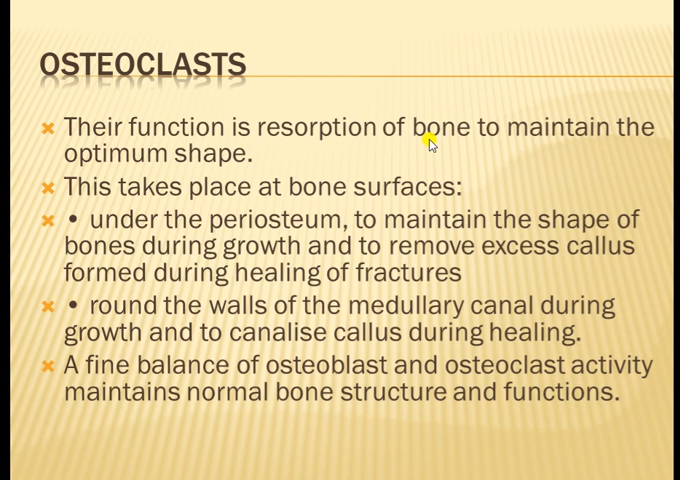 OSTEOCLASTS
Their function is resorption of bone to maintain the
optimum shape.
This takes place at bone surfaces:
• under the periosteum, to maintain the shape of
bones during growth and to remove excess callus
formed during healing of fractures
• round the walls of the medullary canal during
growth and to canalise callus during healing.
A fine balance of osteoblast and osteoclast activity
maintains normal bone structure and functions.